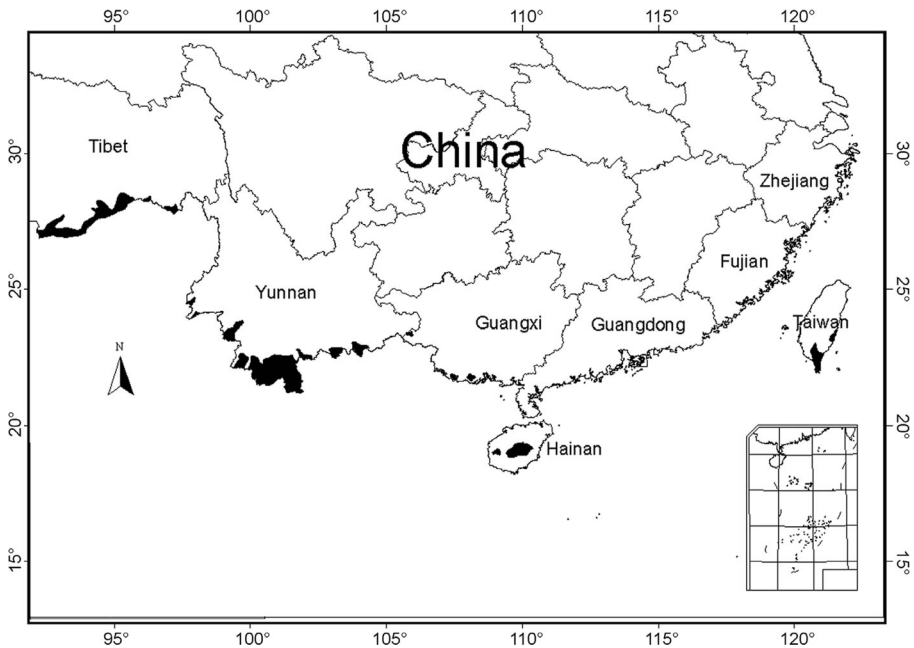 95° 100° 105° 110° 115° 120°
China
Tibet
30° 30°
Zhejiang
Fujian
25° 25°
Yunnan
Guangxi
Guangdong
Taiwan
N
20° 20°
Hainan
15° 15°
95° 100° 105° 110° 115° 120°